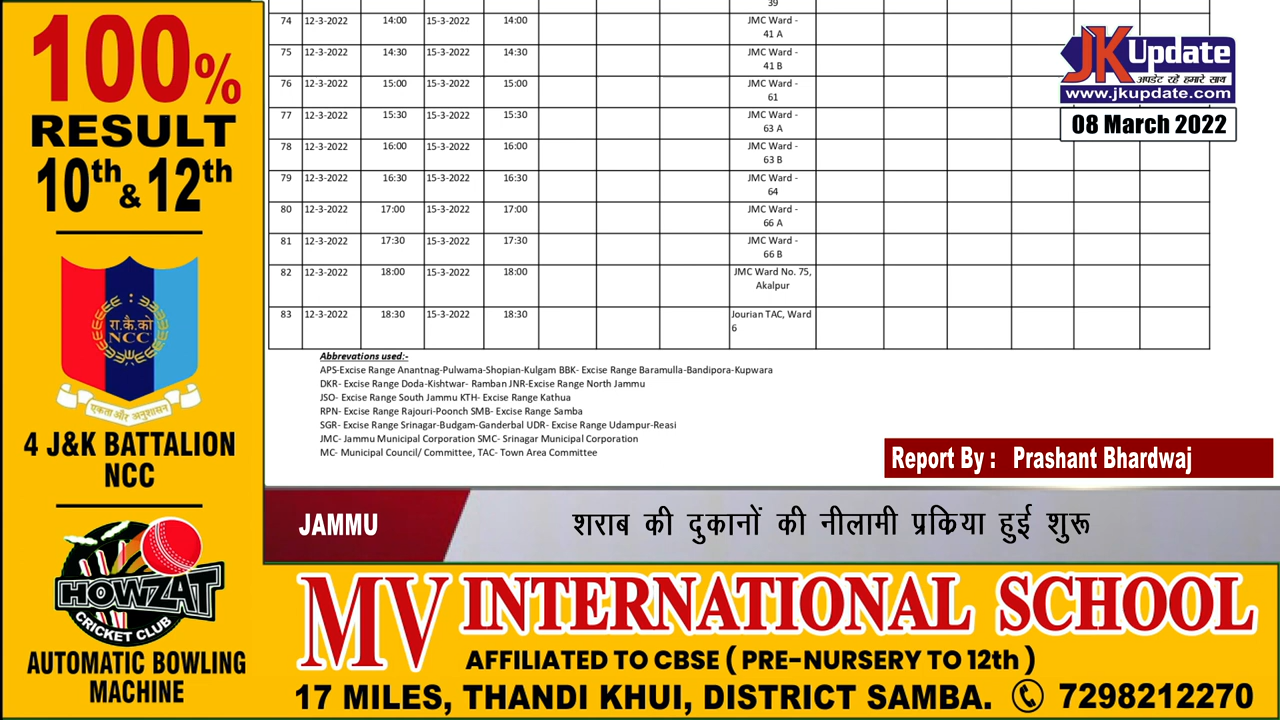 100%
RESULT
10th & 12th
रा.कै.को
NCC
एकता और अनुशासन
4 J&K BATTALION
NCC
HOWZAT
CRICKET CLUB
AUTOMATIC BOWLING
MACHINE
39
74 12-3-2022 14:00 15-3-2022 14:00 JMC Ward -
41 A
75 12-3-2022 14:30 15-3-2022 14:30 JMC Ward -
41 B
76 12-3-2022 15:00 15-3-2022 15:00 JMC Ward -
61
77 12-3-2022 15:30 15-3-2022 15:30 JMC Ward -
63 A
78 12-3-2022 16:00 15-3-2022 16:00 JMC Ward -
63 B
79 12-3-2022 16:30 15-3-2022 16:30 JMC Ward -
64
80 12-3-2022 17:00 15-3-2022 17:00 JMC Ward -
66 A
81 12-3-2022 17:30 15-3-2022 17:30 JMC Ward -
66 B
82 12-3-2022 18:00 15-3-2022 18:00 JMC Ward No. 75,
Akalpur
83 12-3-2022 18:30 15-3-2022 18:30 Jourian TAC, Ward
6
Abbrevations used:-
APS-Excise Range Anantnag-Pulwama-Shopian-Kulgam BBK- Excise Range Baramulla-Bandipora-Kupwara
DKR- Excise Range Doda-Kishtwar- Ramban JNR-Excise Range North Jammu
JSO- Excise Range South Jammu KTH- Excise Range Kathua
RPN- Excise Range Rajouri-Poonch SMB- Excise Range Samba
SGR- Excise Range Srinagar-Budgam-Ganderbal UDR- Excise Range Udampur-Reasi
JMC- Jammu Municipal Corporation SMC- Srinagar Municipal Corporation
MC- Municipal Council/ Committee, TAC- Town Area Committee
JK Update
अपडेट रहें हमारे साथ
www.jkupdate.com
08 March 2022
Report By : Prashant Bhardwaj
JAMMU
शराब की दुकानों की नीलामी प्रकिया हुई शुरू
MV INTERNATIONAL SCHOOL
AFFILIATED TO CBSE ( PRE-NURSERY TO 12th )
17 MILES, THANDI KHUI, DISTRICT SAMBA. 7298212270